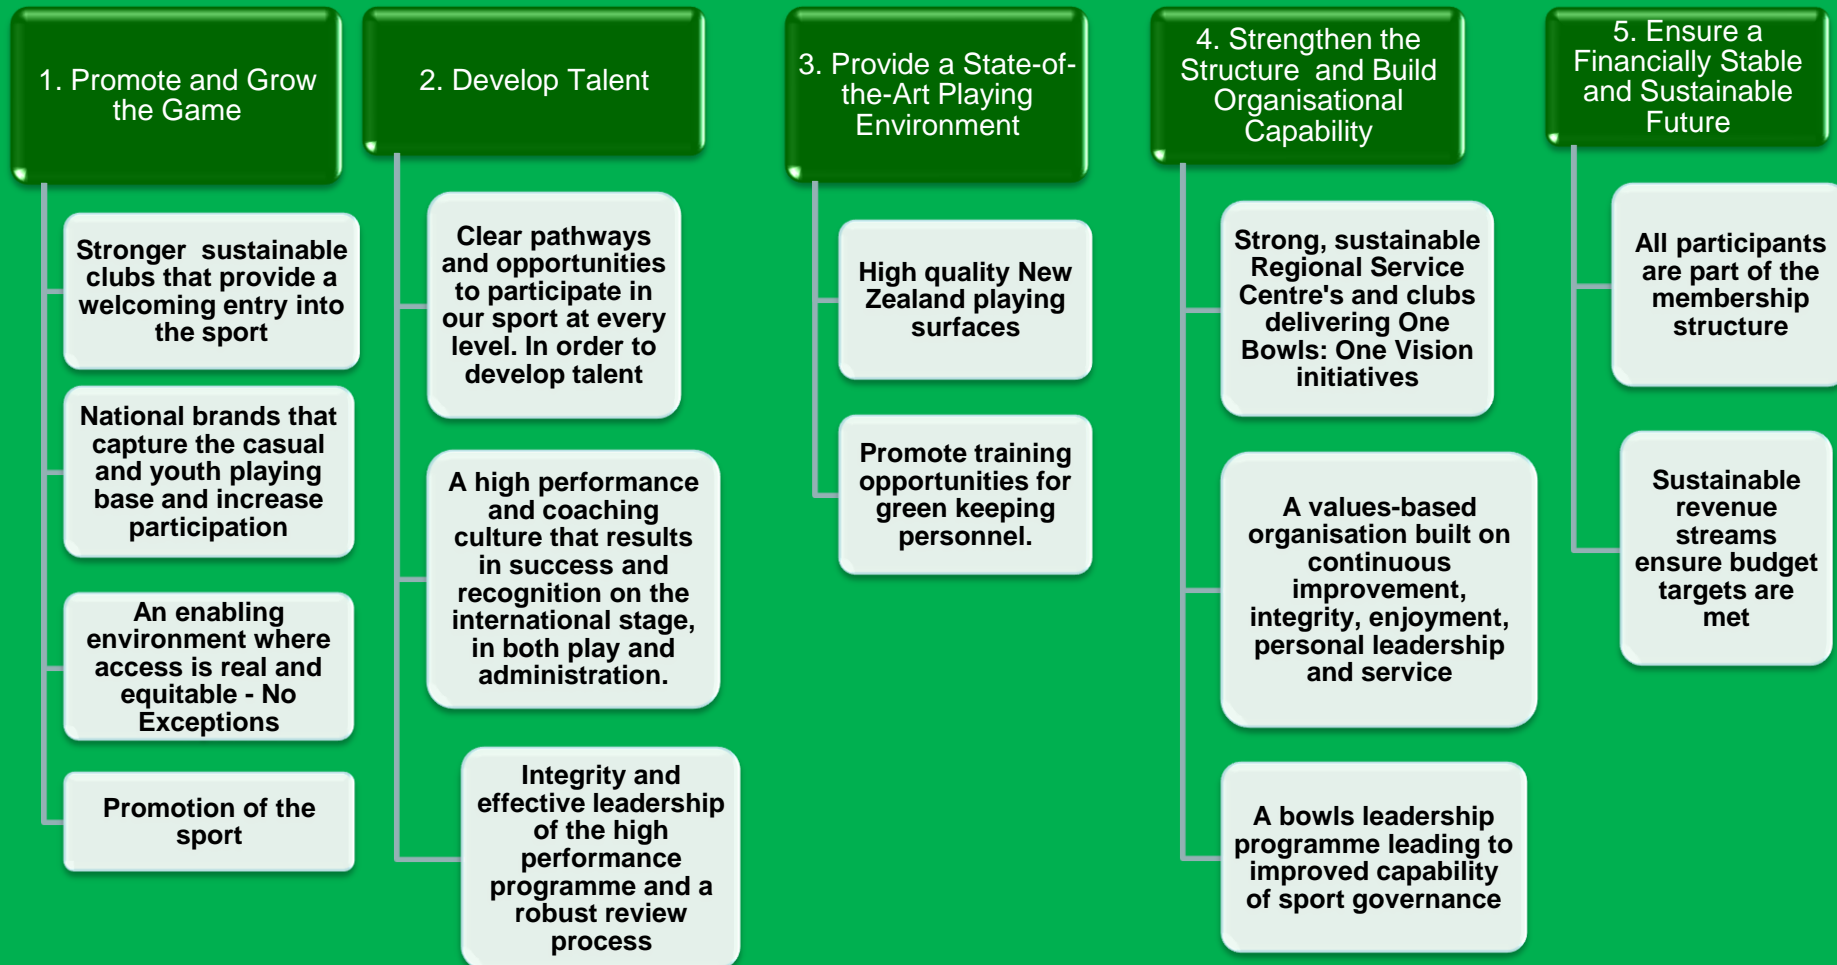 1. Promote and Grow
the Game
Stronger  sustainable
clubs that provide a
welcoming entry into
the sport
National brands that
capture the casual
and youth playing
base and increase
participation
An enabling
environment where
access is real and
equitable - No
Exceptions
Promotion of the
sport
2. Develop Talent
Clear pathways
and opportunities
to participate in
our sport at every
level. In order to
develop talent
A high performance
and coaching
culture that results
in success and
recognition on the
international stage,
in both play and
administration.
Integrity and
effective leadership
of the high
performance
programme and a
robust review
process
3. Provide a State-of-
the-Art Playing
Environment
High quality New
Zealand playing
surfaces
Promote training
opportunities for
green keeping
personnel.
4. Strengthen the
Structure  and Build
Organisational
Capability
Strong, sustainable
Regional Service
Centre's and clubs
delivering One
Bowls: One Vision
initiatives
A values-based
organisation built on
continuous
improvement,
integrity, enjoyment,
personal leadership
and service
A bowls leadership
programme leading to
improved capability
of sport governance
5. Ensure a
Financially Stable
and Sustainable
Future
All participants
are part of the
membership
structure
Sustainable
revenue
streams
ensure budget
targets are
met